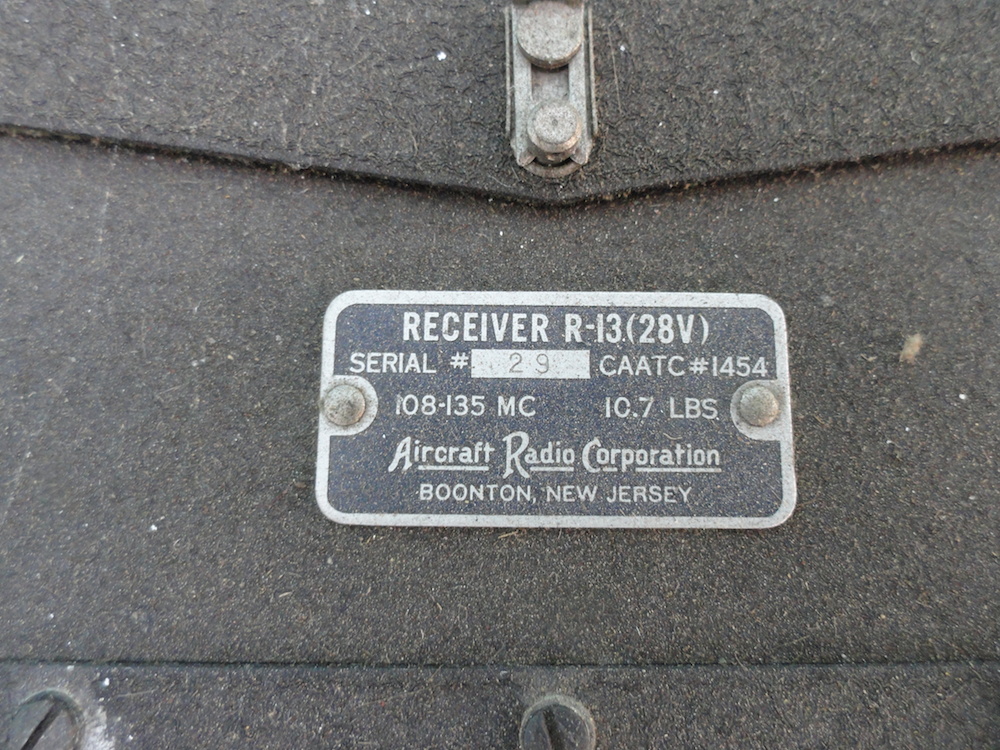 RECEIVER R-13.(28V)
SERIAL # 29 CAATC #1454
108-135 MC 10.7 LBS.
Aircraft Radio Corporation
BOONTON, NEW JERSEY